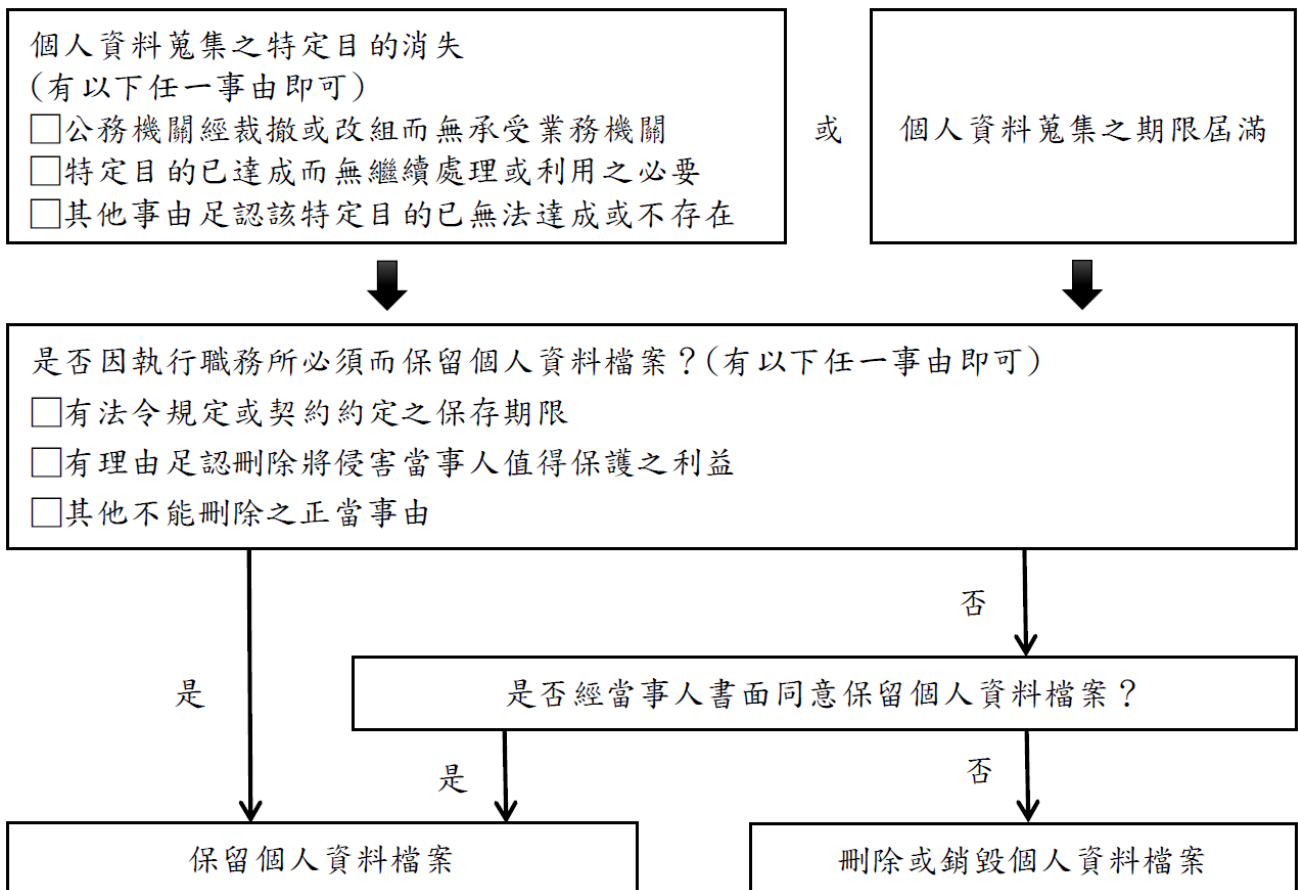 個人資料蒐集之特定目的消失
(有以下任一事由即可)
□公務機關經裁撤或改組而無承受業務機關
□特定目的已達成而無繼續處理或利用之必要
□其他事由足認該特定目的已無法達成或不存在
或
個人資料蒐集之期限屆滿
是否因執行職務所必須而保留個人資料檔案？(有以下任一事由即可)
□有法令規定或契約約定之保存期限
□有理由足認刪除將侵害當事人值得保護之利益
□其他不能刪除之正當事由
否
是
是否經當事人書面同意保留個人資料檔案？
是
否
保留個人資料檔案
刪除或銷毀個人資料檔案